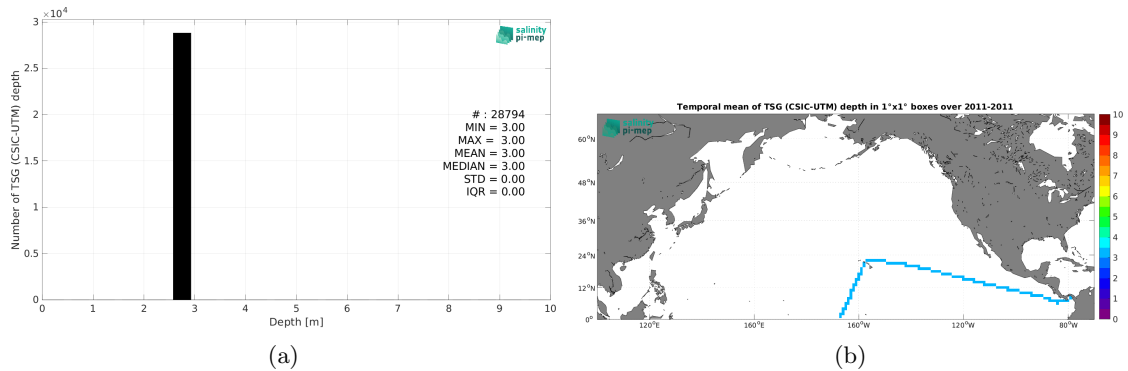 ×10⁴
3
2.5
2
1.5
1
0.5
0
Number of TSG (CSIC-UTM) depth
salinity
pi-mep
# : 28794
MIN = 3.00
MAX = 3.00
MEAN = 3.00
MEDIAN = 3.00
STD = 0.00
IQR = 0.00
0 1 2 3 4 5 6 7 8 9 10
Depth [m]
(a)
Temporal mean of TSG (CSIC-UTM) depth in 1°x1° boxes over 2011-2011
salinity
pi-mep
60°N
48°N
36°N
24°N
12°N
0°
120°E 160°E 160°W 120°W 80°W
10
9
8
7
6
5
4
3
2
1
0
(b)